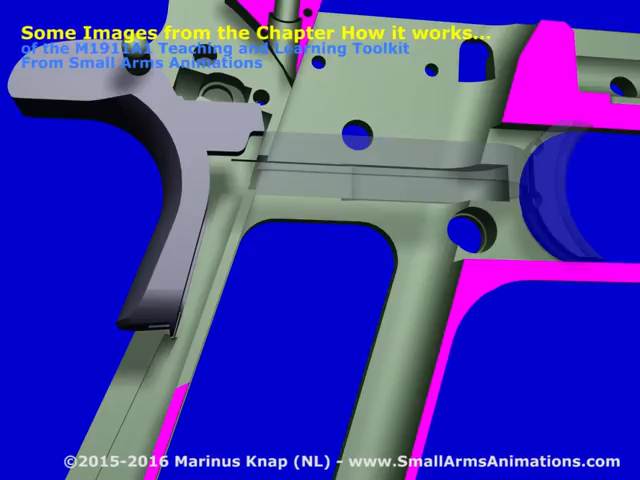 Some Images from the Chapter How it works...
of the M1911A1 Teaching and Learning Toolkit
From Small Arms Animations
©2015-2016 Marinus Knap (NL) - www.SmallArmsAnimations.com